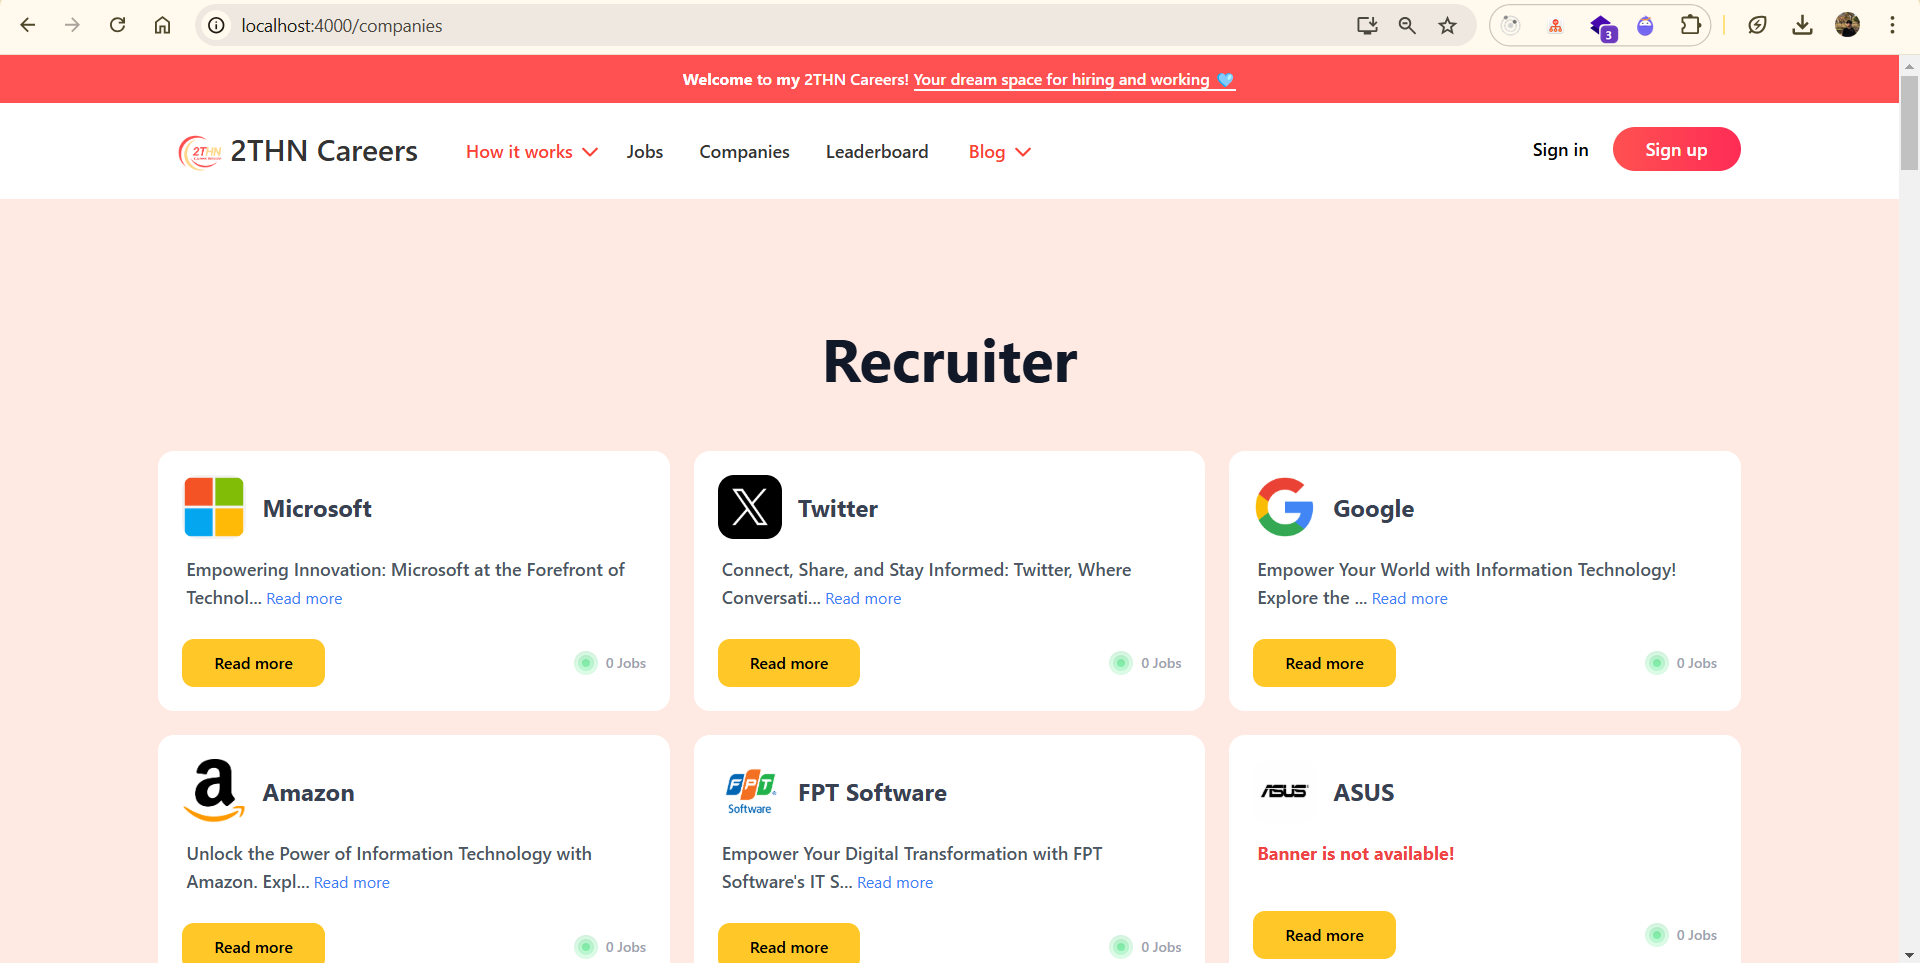 localhost:4000/companies
3
Welcome to my 2THN Careers! Your dream space for hiring and working 🩵
2THN
2THN Careers
How it works
Jobs
Companies
Leaderboard
Blog
Sign in
Sign up
Recruiter
Microsoft
Empowering Innovation: Microsoft at the Forefront of
Technol... Read more
Read more
0 Jobs
Twitter
Connect, Share, and Stay Informed: Twitter, Where
Conversati... Read more
Read more
0 Jobs
Google
Empower Your World with Information Technology!
Explore the ... Read more
Read more
0 Jobs
Amazon
Unlock the Power of Information Technology with
Amazon. Expl... Read more
Read more
0 Jobs
FPT
Software
FPT Software
Empower Your Digital Transformation with FPT
Software's IT S... Read more
Read more
0 Jobs
ASUS
ASUS
Banner is not available!
Read more
0 Jobs